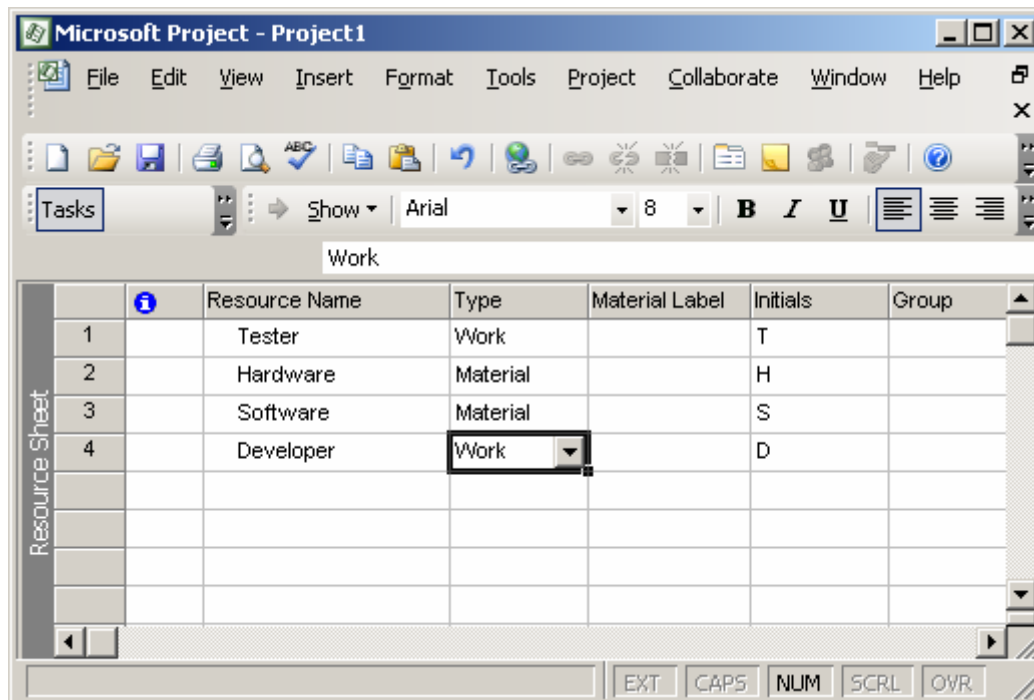 Microsoft Project - Project1
File Edit View Insert Format Tools Project Collaborate Window Help
ABC
Tasks Show Arial 8 B I U
Work
Resource Name Type Material Label Initials Group
1 Tester Work T
2 Hardware Material H
3 Software Material S
4 Developer Work D
Resource Sheet
EXT CAPS NUM SCRL OVR